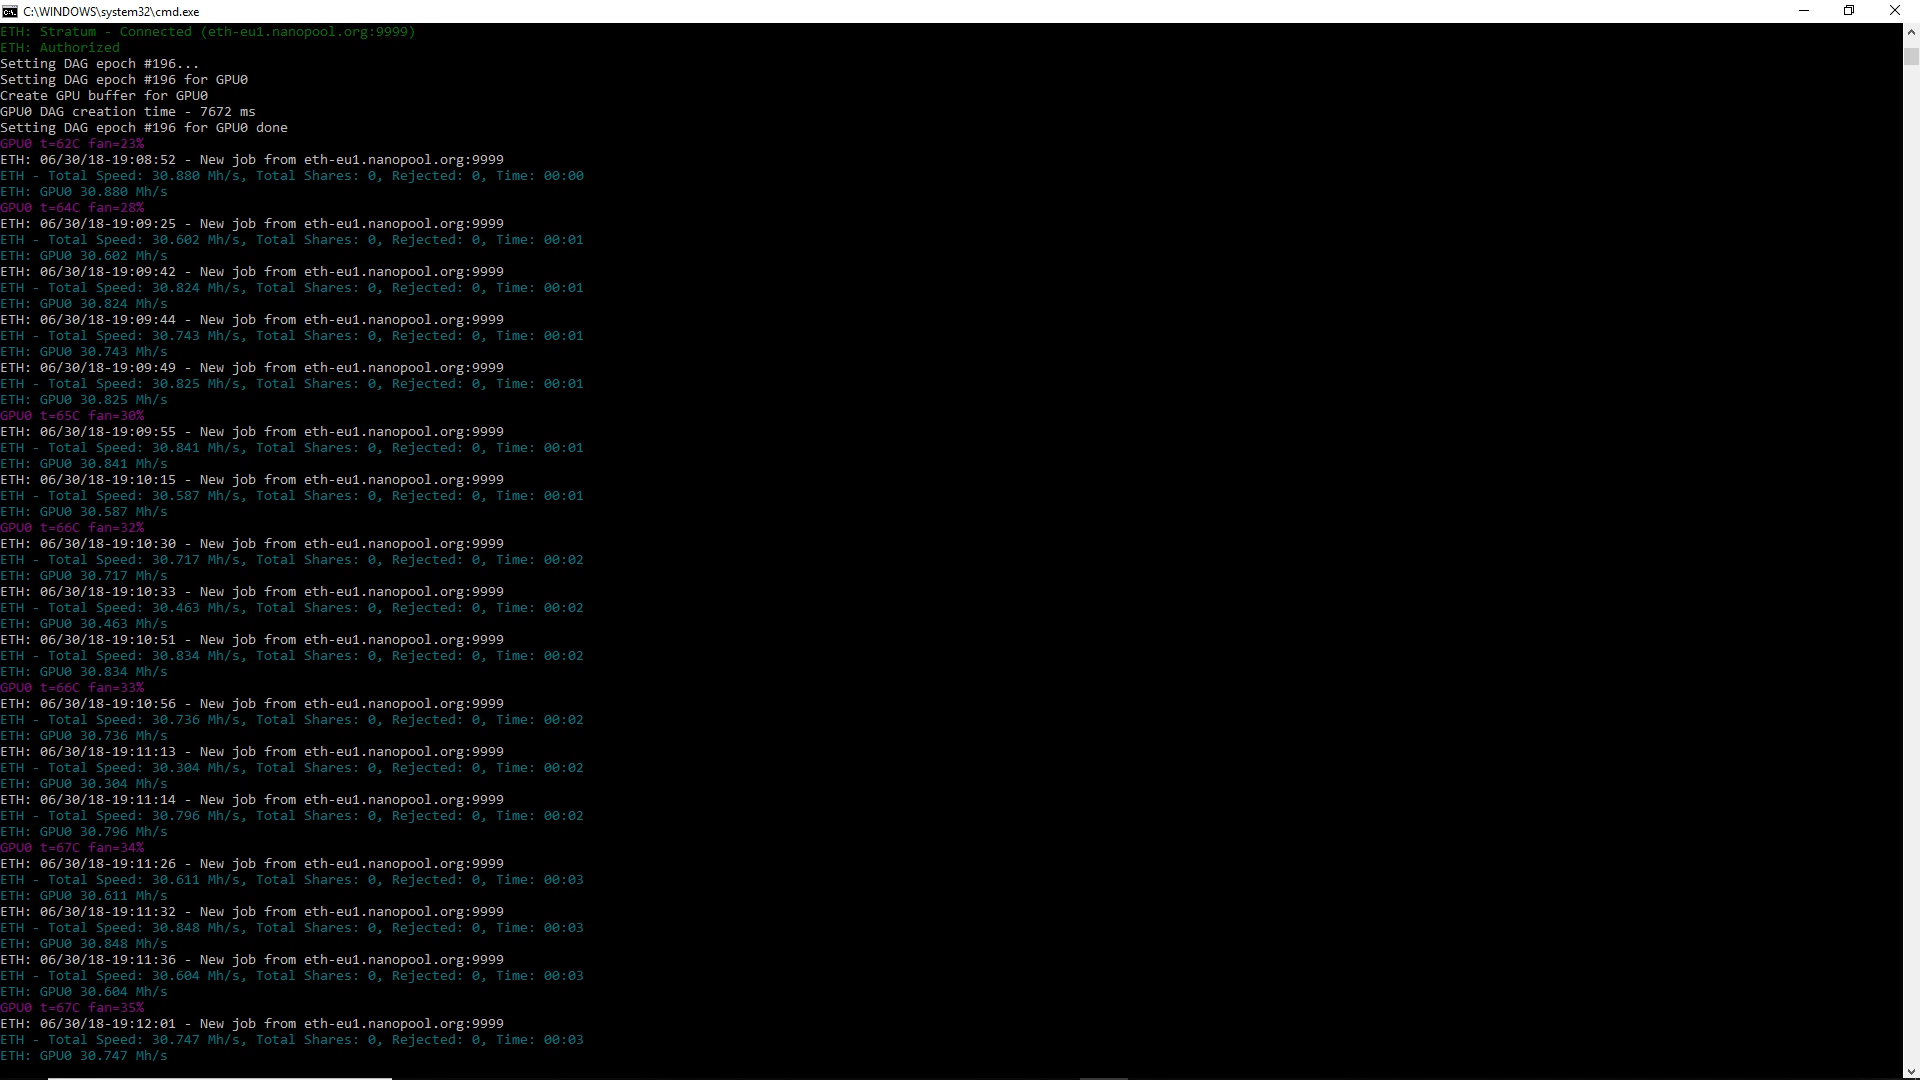 C:\WINDOWS\system32\cmd.exe
ETH: Stratum - Connected (eth-eu1.nanopool.org:9999)
ETH: Authorized
Setting DAG epoch #196...
Setting DAG epoch #196 for GPU0
Create GPU buffer for GPU0
GPU0 DAG creation time - 7672 ms
Setting DAG epoch #196 for GPU0 done
GPU0 t=62C fan=23%
ETH: 06/30/18-19:08:52 - New job from eth-eu1.nanopool.org:9999
ETH - Total Speed: 30.880 Mh/s, Total Shares: 0, Rejected: 0, Time: 00:00
ETH: GPU0 30.880 Mh/s
GPU0 t=64C fan=28%
ETH: 06/30/18-19:09:25 - New job from eth-eu1.nanopool.org:9999
ETH - Total Speed: 30.602 Mh/s, Total Shares: 0, Rejected: 0, Time: 00:01
ETH: GPU0 30.602 Mh/s
ETH: 06/30/18-19:09:42 - New job from eth-eu1.nanopool.org:9999
ETH - Total Speed: 30.824 Mh/s, Total Shares: 0, Rejected: 0, Time: 00:01
ETH: GPU0 30.824 Mh/s
ETH: 06/30/18-19:09:44 - New job from eth-eu1.nanopool.org:9999
ETH - Total Speed: 30.743 Mh/s, Total Shares: 0, Rejected: 0, Time: 00:01
ETH: GPU0 30.743 Mh/s
ETH: 06/30/18-19:09:49 - New job from eth-eu1.nanopool.org:9999
ETH - Total Speed: 30.825 Mh/s, Total Shares: 0, Rejected: 0, Time: 00:01
ETH: GPU0 30.825 Mh/s
GPU0 t=65C fan=30%
ETH: 06/30/18-19:09:55 - New job from eth-eu1.nanopool.org:9999
ETH - Total Speed: 30.841 Mh/s, Total Shares: 0, Rejected: 0, Time: 00:01
ETH: GPU0 30.841 Mh/s
ETH: 06/30/18-19:10:15 - New job from eth-eu1.nanopool.org:9999
ETH - Total Speed: 30.587 Mh/s, Total Shares: 0, Rejected: 0, Time: 00:01
ETH: GPU0 30.587 Mh/s
GPU0 t=66C fan=32%
ETH: 06/30/18-19:10:30 - New job from eth-eu1.nanopool.org:9999
ETH - Total Speed: 30.717 Mh/s, Total Shares: 0, Rejected: 0, Time: 00:02
ETH: GPU0 30.717 Mh/s
ETH: 06/30/18-19:10:33 - New job from eth-eu1.nanopool.org:9999
ETH - Total Speed: 30.463 Mh/s, Total Shares: 0, Rejected: 0, Time: 00:02
ETH: GPU0 30.463 Mh/s
ETH: 06/30/18-19:10:51 - New job from eth-eu1.nanopool.org:9999
ETH - Total Speed: 30.834 Mh/s, Total Shares: 0, Rejected: 0, Time: 00:02
ETH: GPU0 30.834 Mh/s
GPU0 t=66C fan=33%
ETH: 06/30/18-19:10:56 - New job from eth-eu1.nanopool.org:9999
ETH - Total Speed: 30.736 Mh/s, Total Shares: 0, Rejected: 0, Time: 00:02
ETH: GPU0 30.736 Mh/s
ETH: 06/30/18-19:11:13 - New job from eth-eu1.nanopool.org:9999
ETH - Total Speed: 30.304 Mh/s, Total Shares: 0, Rejected: 0, Time: 00:02
ETH: GPU0 30.304 Mh/s
ETH: 06/30/18-19:11:14 - New job from eth-eu1.nanopool.org:9999
ETH - Total Speed: 30.796 Mh/s, Total Shares: 0, Rejected: 0, Time: 00:02
ETH: GPU0 30.796 Mh/s
GPU0 t=67C fan=34%
ETH: 06/30/18-19:11:26 - New job from eth-eu1.nanopool.org:9999
ETH - Total Speed: 30.611 Mh/s, Total Shares: 0, Rejected: 0, Time: 00:03
ETH: GPU0 30.611 Mh/s
ETH: 06/30/18-19:11:32 - New job from eth-eu1.nanopool.org:9999
ETH - Total Speed: 30.848 Mh/s, Total Shares: 0, Rejected: 0, Time: 00:03
ETH: GPU0 30.848 Mh/s
ETH: 06/30/18-19:11:36 - New job from eth-eu1.nanopool.org:9999
ETH - Total Speed: 30.604 Mh/s, Total Shares: 0, Rejected: 0, Time: 00:03
ETH: GPU0 30.604 Mh/s
GPU0 t=67C fan=35%
ETH: 06/30/18-19:12:01 - New job from eth-eu1.nanopool.org:9999
ETH - Total Speed: 30.747 Mh/s, Total Shares: 0, Rejected: 0, Time: 00:03
ETH: GPU0 30.747 Mh/s